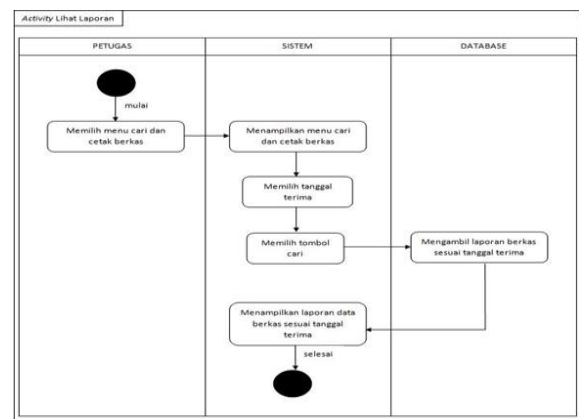 Activity Lihat Laporan
PETUGAS
SISTEM
DATABASE
mulai
Memilih menu cari dan
cetak berkas
Menampilkan menu cari
dan cetak berkas
Memilih tanggal
terima
Memilih tombol
cari
Mengambil laporan berkas
sesuai tanggal terima
Menampilkan laporan data
berkas sesuai tanggal
terima
selesai